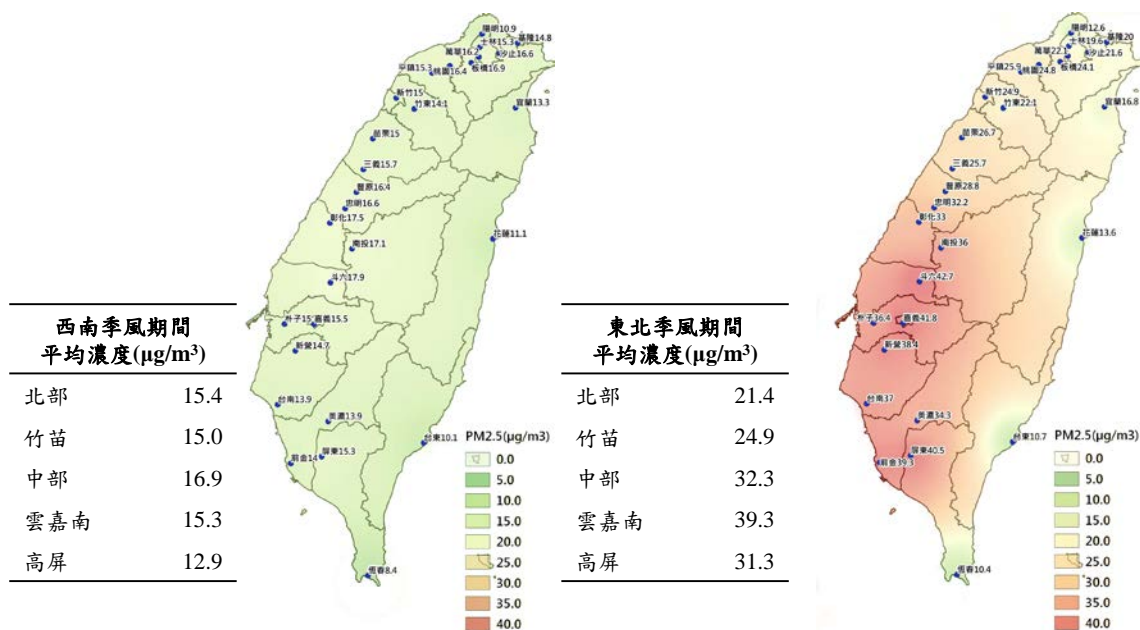 西南季風期間
平均濃度(μg/m³)
北部 15.4
竹苗 15.0
中部 16.9
雲嘉南 15.3
高屏 12.9
陽明10.9
基隆14.8
士林15.3
萬華16.2
汐止16.6
板橋16.9
平鎮15.3
桃園16.4
新竹15
竹東14.1
宜蘭13.3
苗栗15
三義15.7
豐原16.4
忠明16.6
彰化17.5
花蓮11.1
南投17.1
斗六17.9
朴子15
嘉義15.5
新營14.7
台南13.9
美濃13.9
台東10.1
前金14
屏東15.3
恆春8.4
PM2.5(μg/m3)
0.0
5.0
10.0
15.0
20.0
25.0
30.0
35.0
40.0
東北季風期間
平均濃度(μg/m³)
北部 21.4
竹苗 24.9
中部 32.3
雲嘉南 39.3
高屏 31.3
陽明12.6
士林19.6
基隆20
萬華22.1
汐止21.6
板橋24.1
平鎮25.9
桃園24.8
新竹24.9
竹東22.1
宜蘭16.8
苗栗26.7
三義25.7
豐原28.8
忠明32.2
彰化33
花蓮13.6
南投36
斗六42.7
朴子36.4
嘉義41.8
新營38.4
台南37
美濃34.3
台東10.7
前金39.3
屏東40.5
恆春10.4
PM2.5(μg/m3)
0.0
5.0
10.0
15.0
20.0
25.0
30.0
35.0
40.0